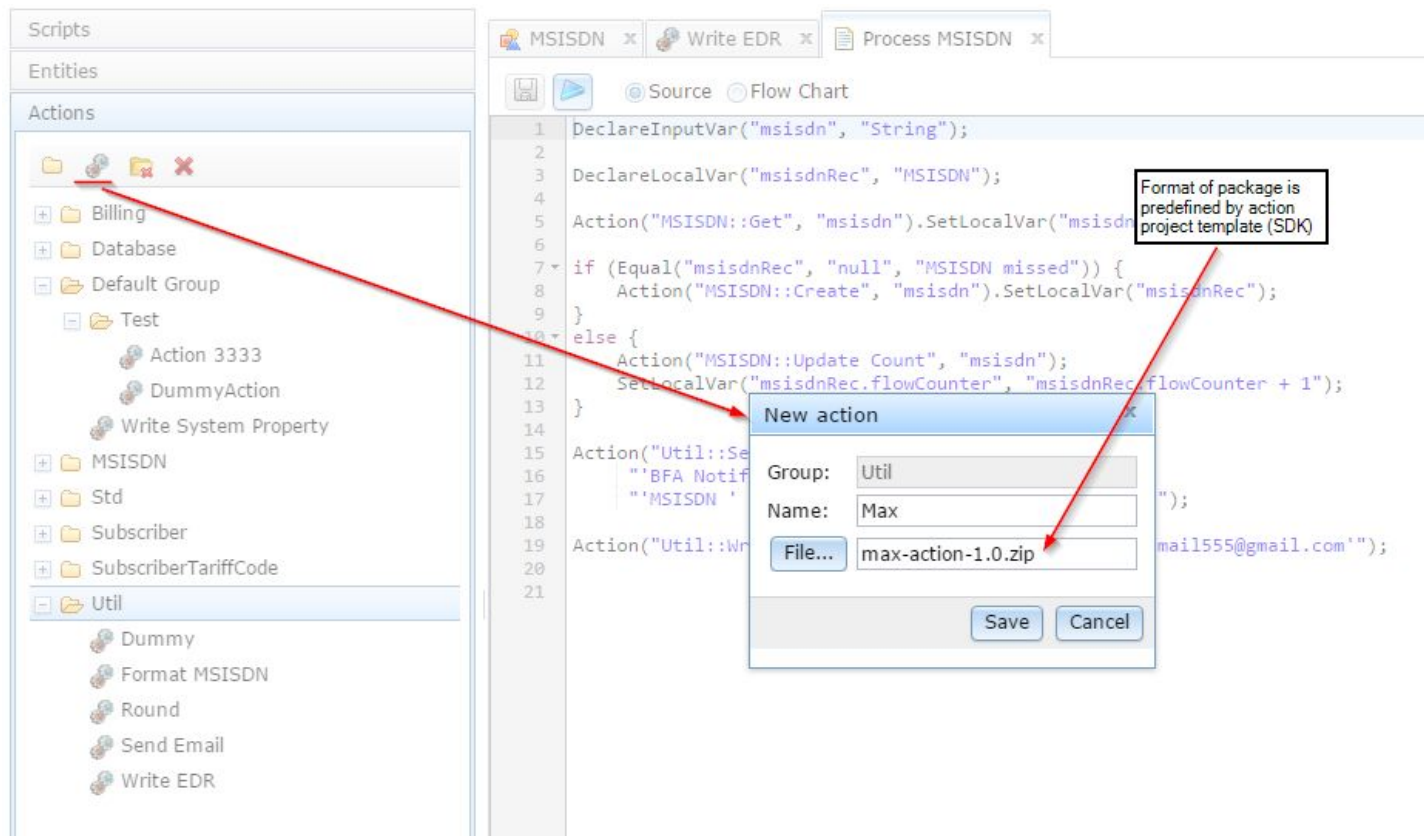 Scripts
Entities
Actions
Billing
Database
Default Group
Test
Action 3333
DummyAction
Write System Property
MSISDN
Std
Subscriber
SubscriberTariffCode
Util
Dummy
Format MSISDN
Round
Send Email
Write EDR
MSISDN x Write EDR x Process MSISDN x
Source Flow Chart
1 DeclareInputVar("msisdn", "String");
2
3 DeclareLocalVar("msisdnRec", "MSISDN");
4
5 Action("MSISDN::Get", "msisdn").SetLocalVar("msisdn
6
7 if (Equal("msisdnRec", "null", "MSISDN missed")) {
8 Action("MSISDN::Create", "msisdn").SetLocalVar("msisdnRec");
9 }
10 else {
11 Action("MSISDN::Update Count", "msisdn");
12 SetLocalVar("msisdnRec.flowCounter", "msisdnRec.flowCounter + 1");
13 }
14
15 Action("Util::Se
16 "'BFA Notif
17 "'MSISDN ' ");
18
19 Action("Util::Wr mail555@gmail.com'");
20
21
Format of package is
predefined by action
project template (SDK)
New action x
Group: Util
Name: Max
File... max-action-1.0.zip
Save Cancel